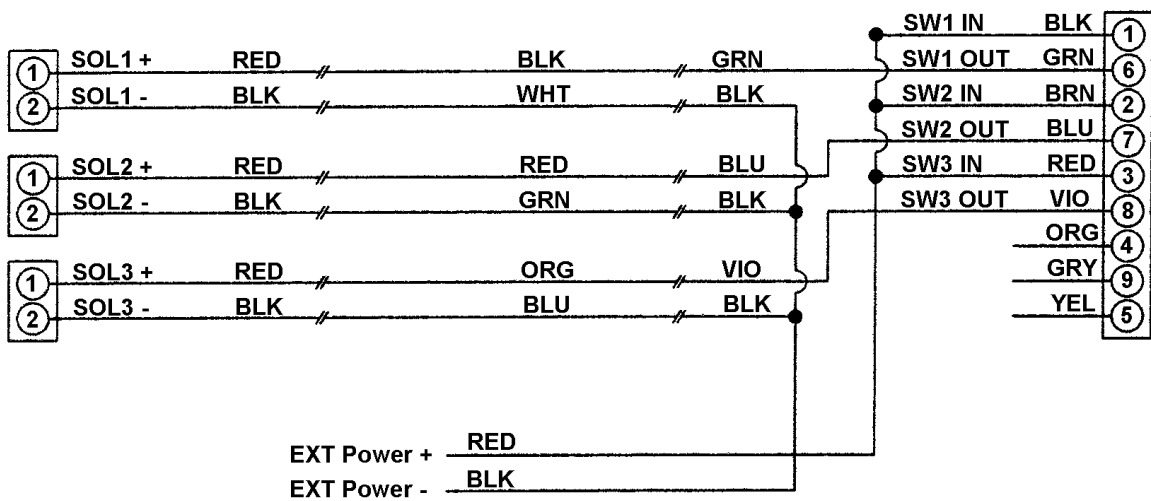 SW1 IN BLK 1
1 SOL1 + RED BLK GRN SW1 OUT GRN 6
2 SOL1 - BLK WHT BLK SW2 IN BRN 2
SW2 OUT BLU 7
1 SOL2 + RED RED BLU SW3 IN RED 3
2 SOL2 - BLK GRN BLK SW3 OUT VIO 8
ORG 4
1 SOL3 + RED ORG VIO GRY 9
2 SOL3 - BLK BLU BLK YEL 5
EXT Power + RED
EXT Power - BLK